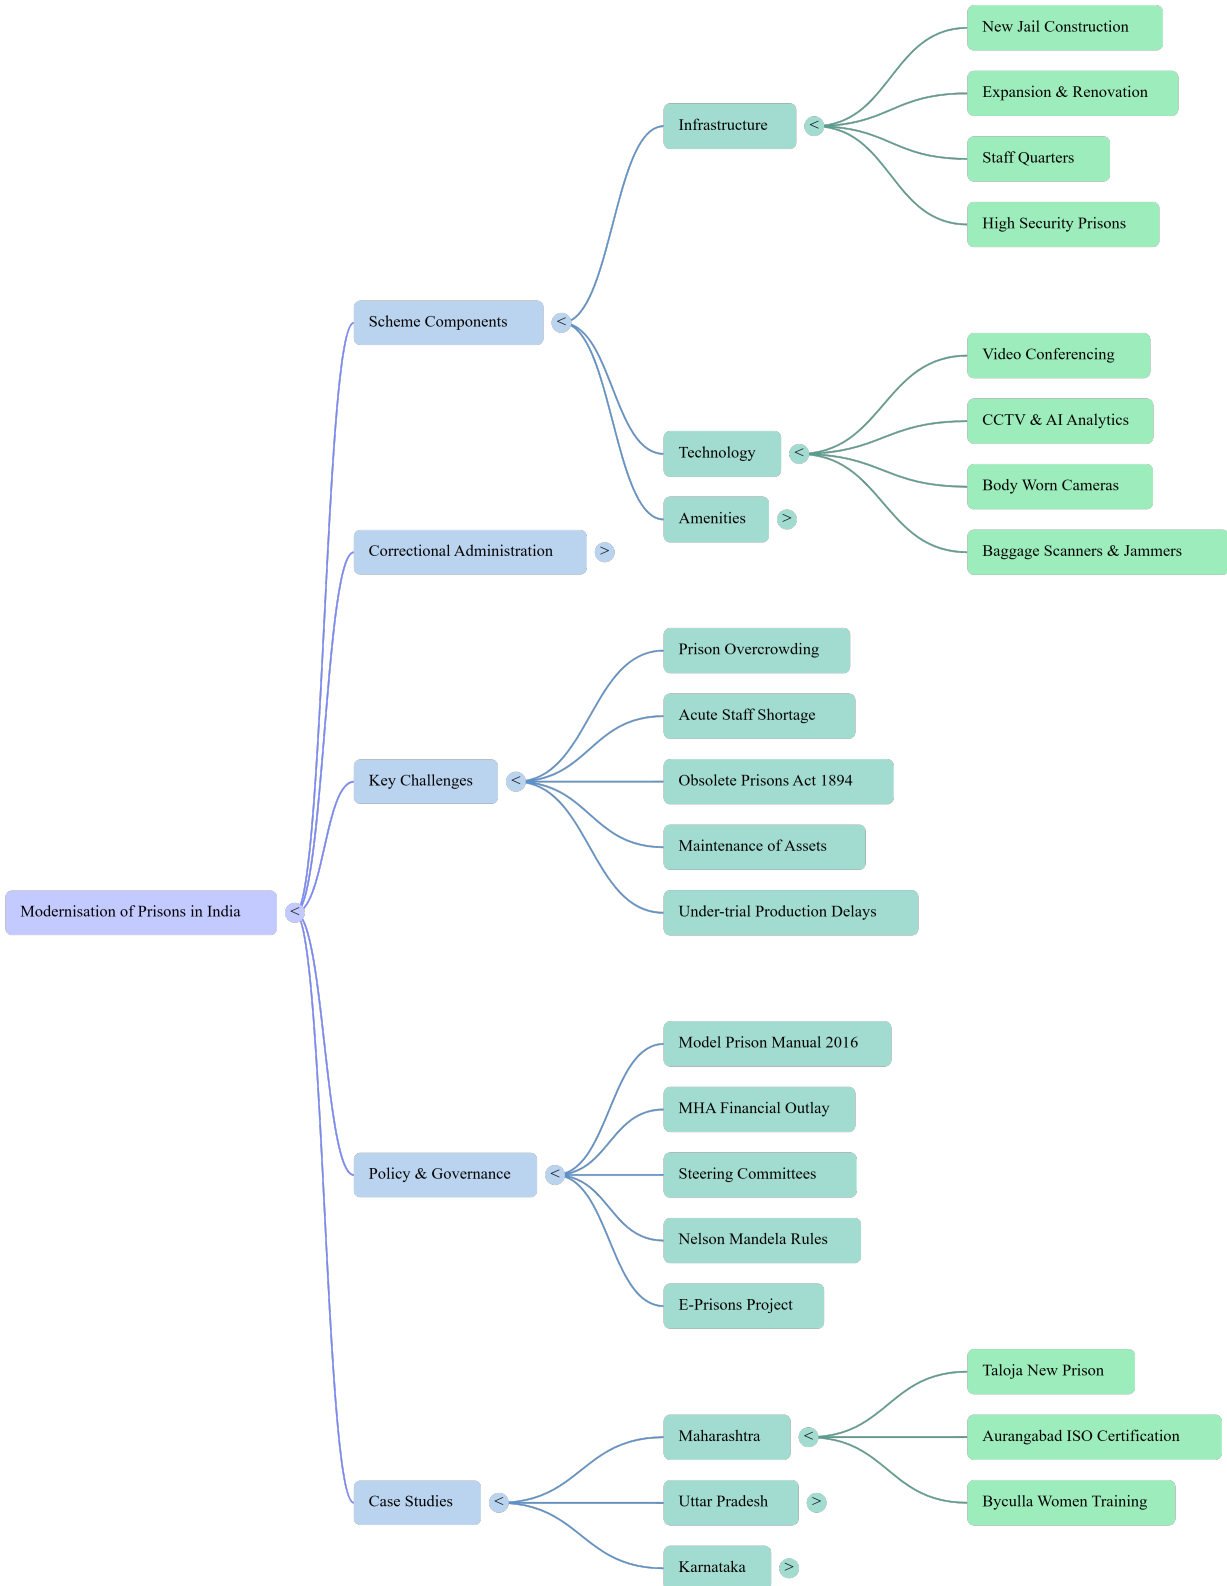 Modernisation of Prisons in India
<
Scheme Components
<
Infrastructure
<
New Jail Construction
Expansion & Renovation
Staff Quarters
High Security Prisons
Technology
<
Video Conferencing
CCTV & AI Analytics
Body Worn Cameras
Baggage Scanners & Jammers
Amenities
>
Correctional Administration
>
Key Challenges
<
Prison Overcrowding
Acute Staff Shortage
Obsolete Prisons Act 1894
Maintenance of Assets
Under-trial Production Delays
Policy & Governance
<
Model Prison Manual 2016
MHA Financial Outlay
Steering Committees
Nelson Mandela Rules
E-Prisons Project
Case Studies
<
Maharashtra
<
Taloja New Prison
Aurangabad ISO Certification
Byculla Women Training
Uttar Pradesh
>
Karnataka
>